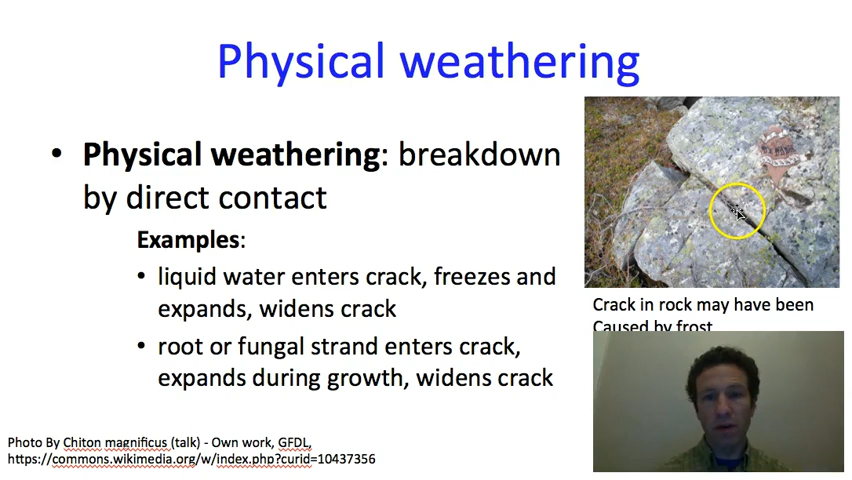 Physical weathering
• Physical weathering: breakdown
by direct contact
Examples:
• liquid water enters crack, freezes and
expands, widens crack
• root or fungal strand enters crack,
expands during growth, widens crack
Crack in rock may have been
Caused by frost
Photo By Chiton magnificus (talk) - Own work, GFDL,
https://commons.wikimedia.org/w/index.php?curid=10437356